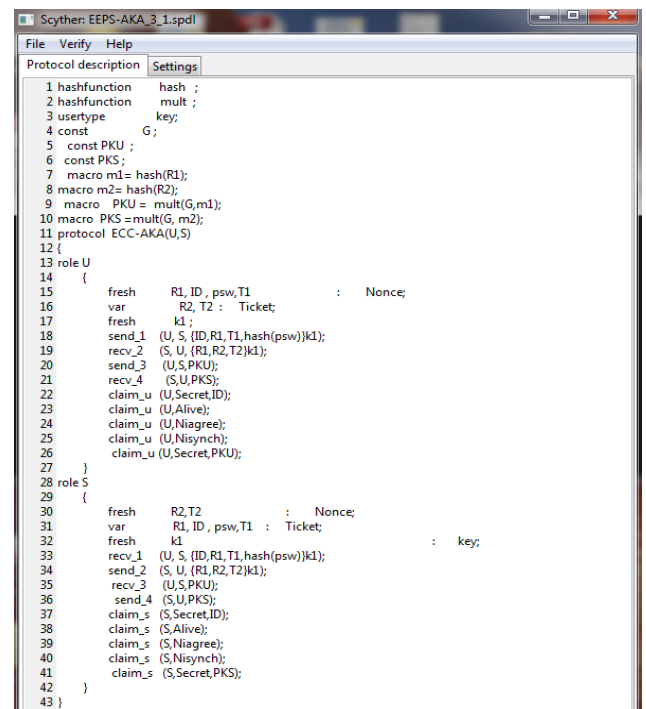 Scyther: EEPS-AKA_3_1.spdl
File Verify Help
Protocol description Settings
1 hashfunction hash ;
2 hashfunction mult ;
3 usertype key;
4 const G ;
5 const PKU ;
6 const PKS ;
7 macro m1= hash(R1);
8 macro m2= hash(R2);
9 macro PKU = mult(G,m1);
10 macro PKS =mult(G, m2);
11 protocol ECC-AKA(U,S)
12 {
13 role U
14 {
15 fresh R1, ID , psw,T1 : Nonce;
16 var R2, T2 : Ticket;
17 fresh k1 ;
18 send_1 (U, S, {ID,R1,T1,hash(psw)}k1);
19 recv_2 (S, U, {R1,R2,T2}k1);
20 send_3 (U,S,PKU);
21 recv_4 (S,U,PKS);
22 claim_u (U,Secret,ID);
23 claim_u (U,Alive);
24 claim_u (U,Niagree);
25 claim_u (U,Nisynch);
26 claim_u (U,Secret,PKU);
27 }
28 role S
29 {
30 fresh R2,T2 : Nonce;
31 var R1, ID , psw,T1 : Ticket;
32 fresh k1 : key;
33 recv_1 (U, S, {ID,R1,T1,hash(psw)}k1);
34 send_2 (S, U, {R1,R2,T2}k1);
35 recv_3 (U,S,PKU);
36 send_4 (S,U,PKS);
37 claim_s (S,Secret,ID);
38 claim_s (S,Alive);
39 claim_s (S,Niagree);
40 claim_s (S,Nisynch);
41 claim_s (S,Secret,PKS);
42 }
43 }